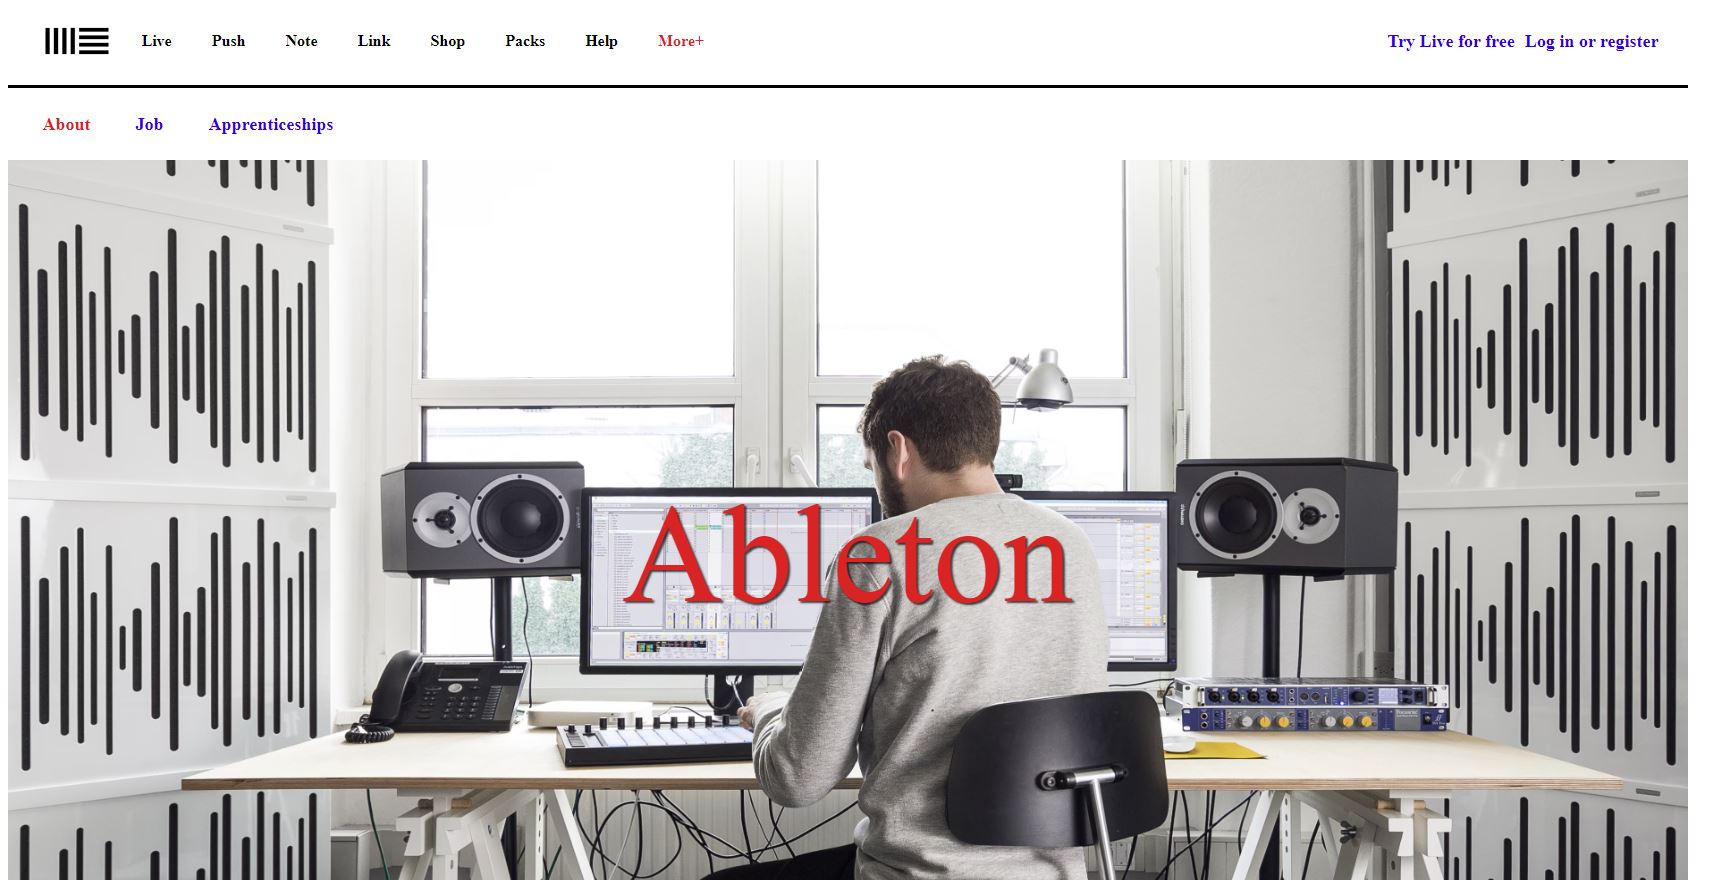 Live Push Note Link Shop Packs Help More+ Try Live for free Log in or register
About Job Apprenticeships
Ableton